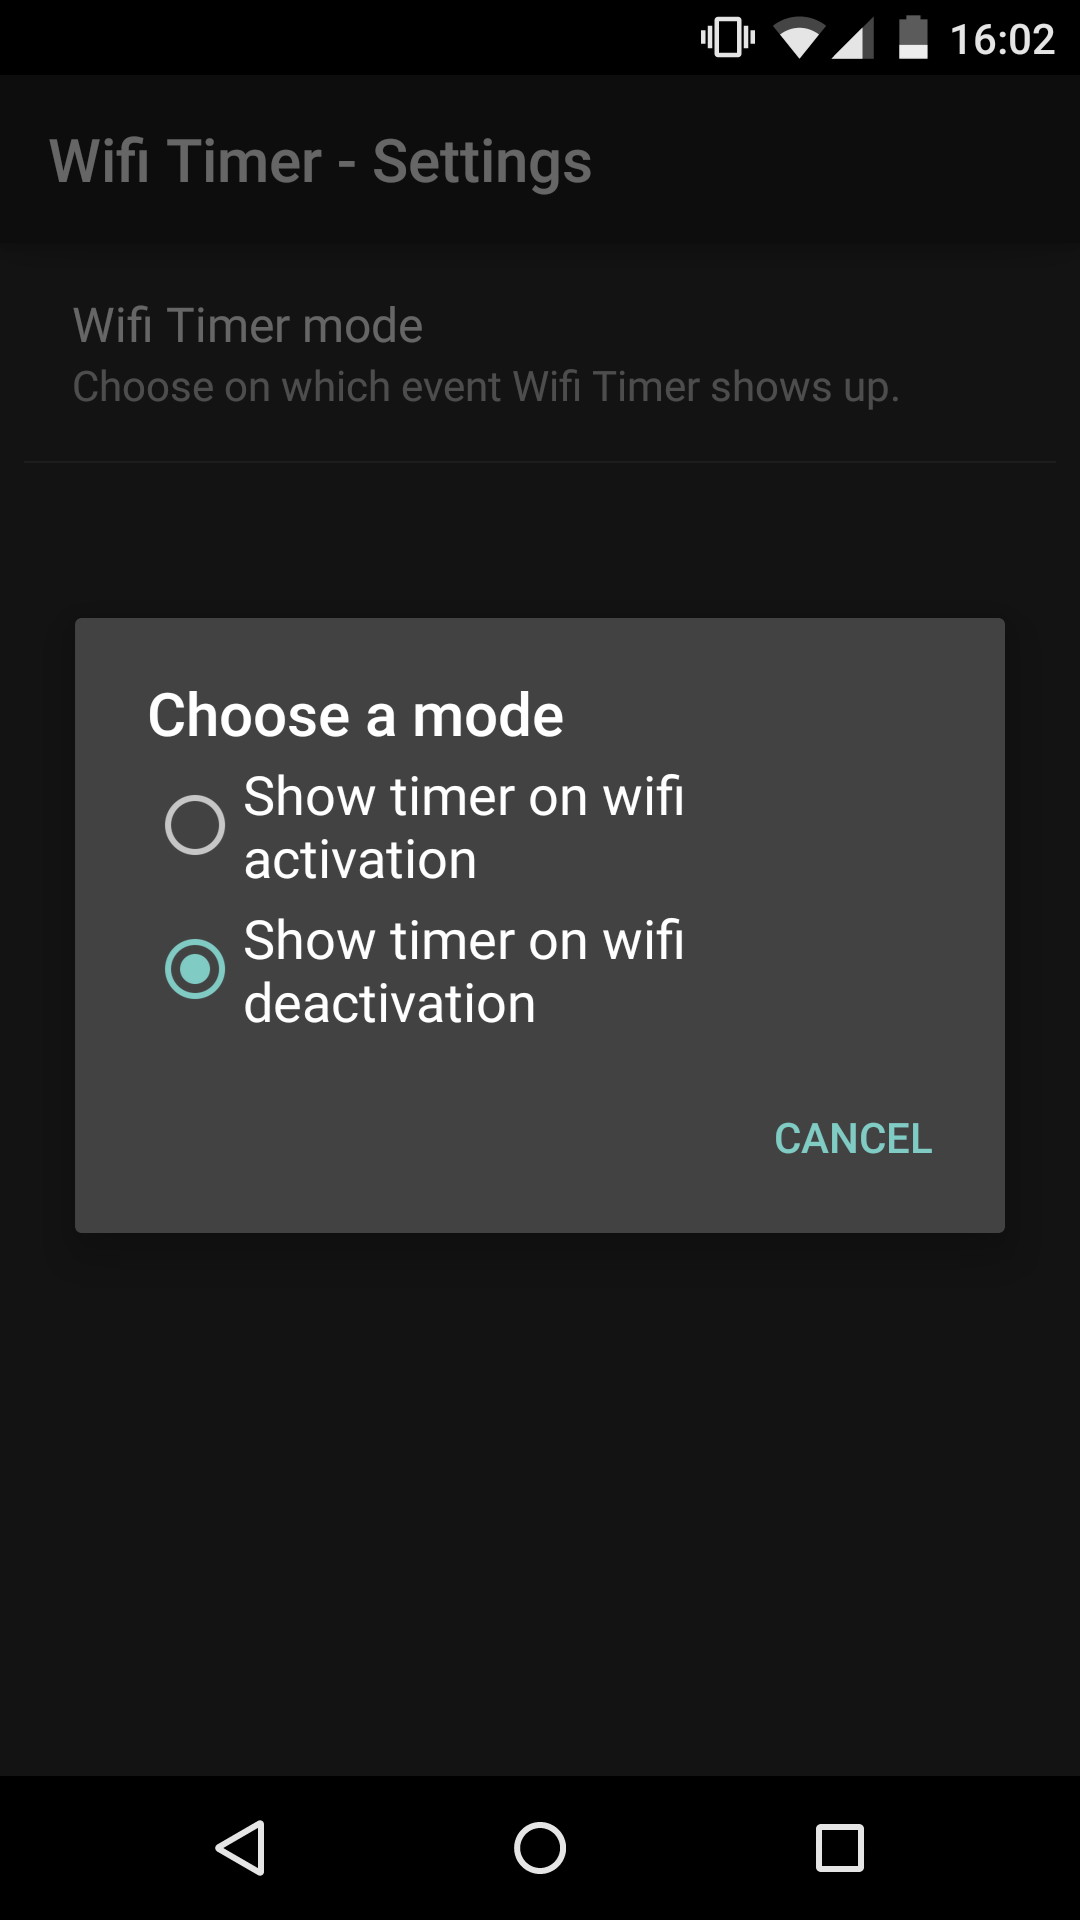 16:02
Wifi Timer - Settings
Wifi Timer mode
Choose on which event Wifi Timer shows up.
Choose a mode
Show timer on wifi
activation
Show timer on wifi
deactivation
CANCEL